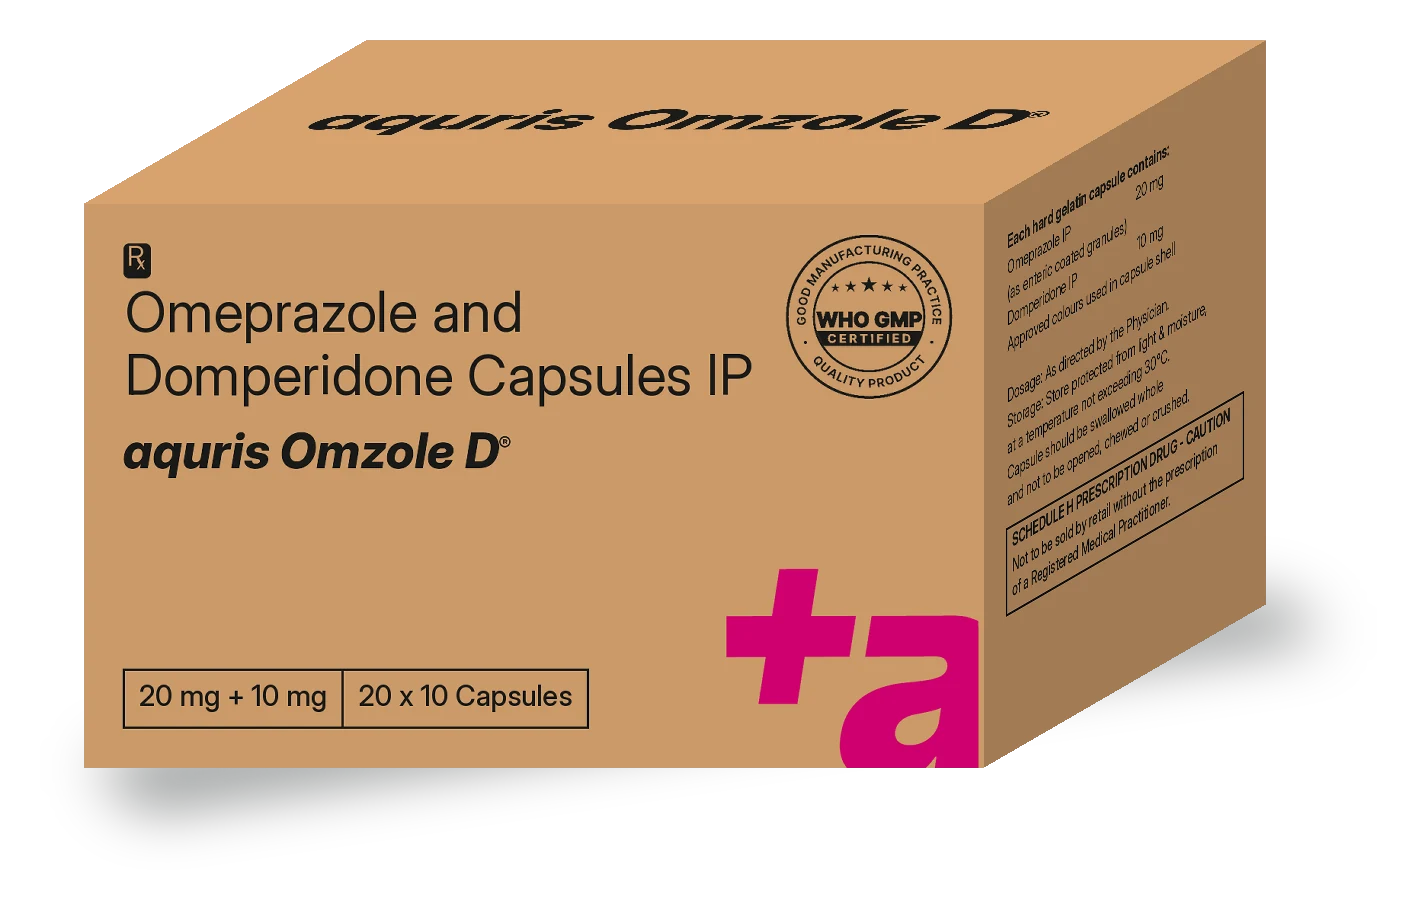 aquris Omzole D®
Rx
Omeprazole and
Domperidone Capsules IP
aquris Omzole D®
GOOD MANUFACTURING PRACTICE
WHO GMP
CERTIFIED
QUALITY PRODUCT
20 mg + 10 mg
20 x 10 Capsules
+a
Each hard gelatin capsule contains:
Omeprazole IP 20 mg
(as enteric coated granules)
Domperidone IP 10 mg
Approved colours used in capsule shell
Dosage: As directed by the Physician.
Storage: Store protected from light & moisture,
at a temperature not exceeding 30°C.
Capsule should be swallowed whole
and not to be opened, chewed or crushed.
SCHEDULE H PRESCRIPTION DRUG - CAUTION
Not to be sold by retail without the prescription
of a Registered Medical Practitioner.